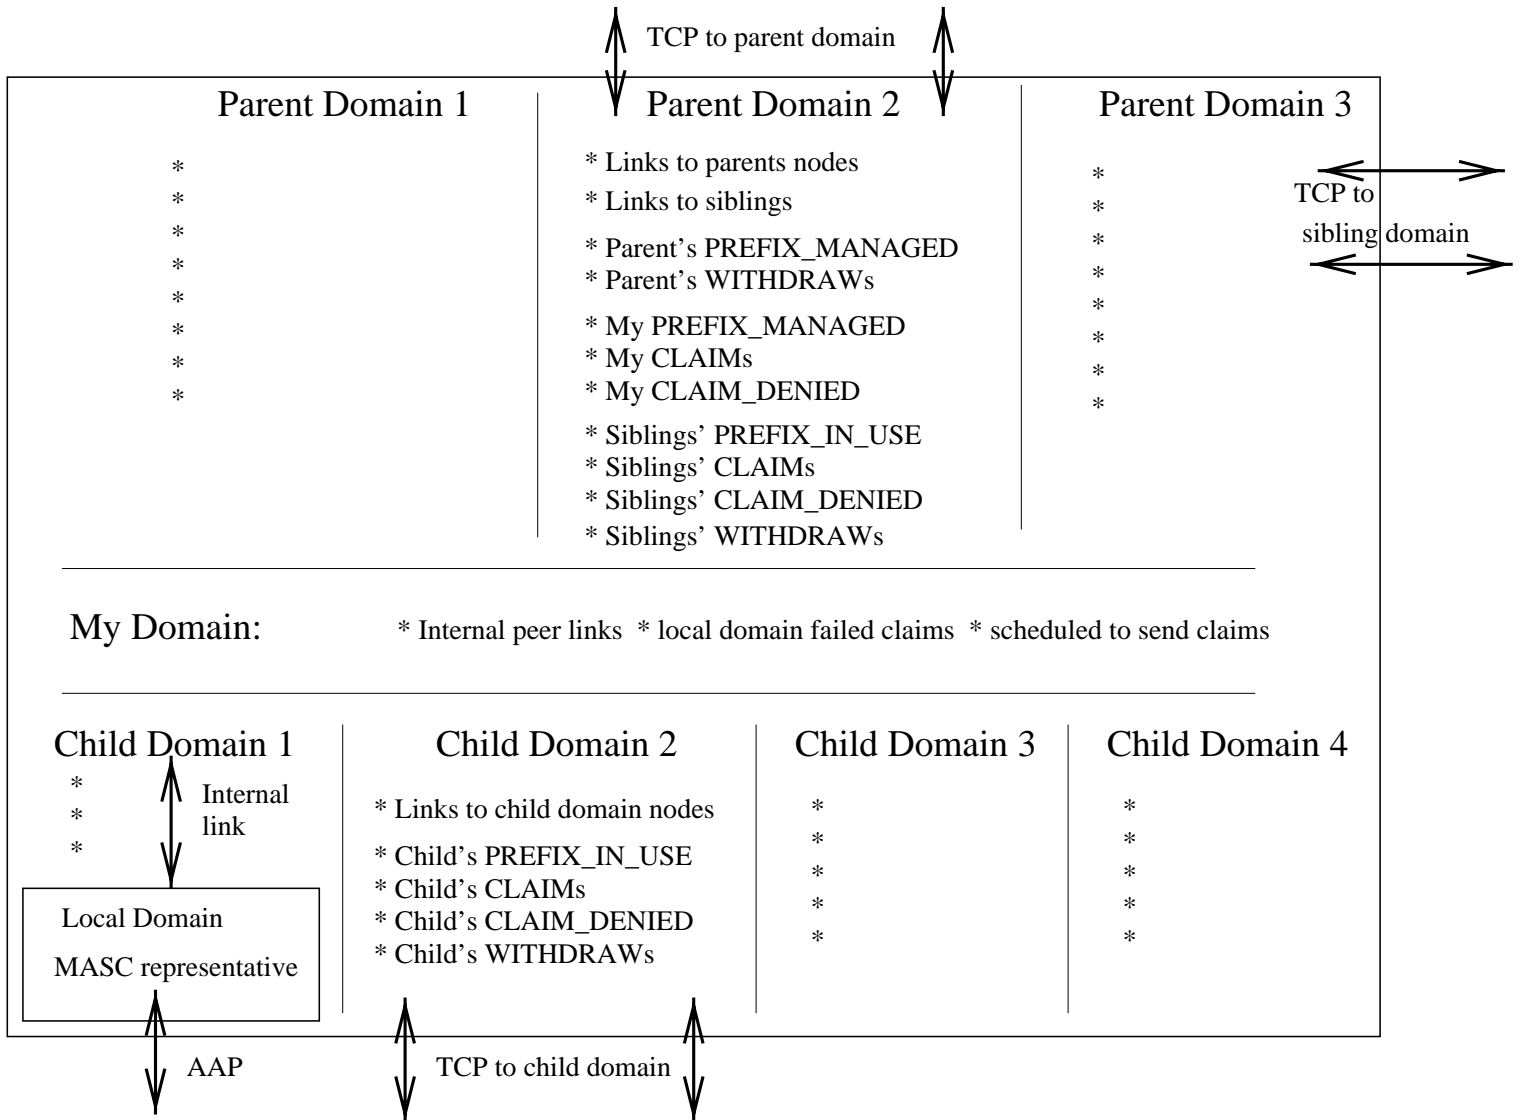 TCP to parent domain
Parent Domain 1
*
*
*
*
*
*
*
*
Parent Domain 2
* Links to parents nodes
* Links to siblings
* Parent's PREFIX_MANAGED
* Parent's WITHDRAWs
* My PREFIX_MANAGED
* My CLAIMs
* My CLAIM_DENIED
* Siblings' PREFIX_IN_USE
* Siblings' CLAIMs
* Siblings' CLAIM_DENIED
* Siblings' WITHDRAWs
Parent Domain 3
*
*
*
*
*
*
*
*
TCP to
sibling domain
My Domain: * Internal peer links * local domain failed claims * scheduled to send claims
Child Domain 1
*
*
*
Internal
link
Local Domain
MASC representative
AAP
Child Domain 2
* Links to child domain nodes
* Child's PREFIX_IN_USE
* Child's CLAIMs
* Child's CLAIM_DENIED
* Child's WITHDRAWs
TCP to child domain
Child Domain 3
*
*
*
*
*
Child Domain 4
*
*
*
*
*